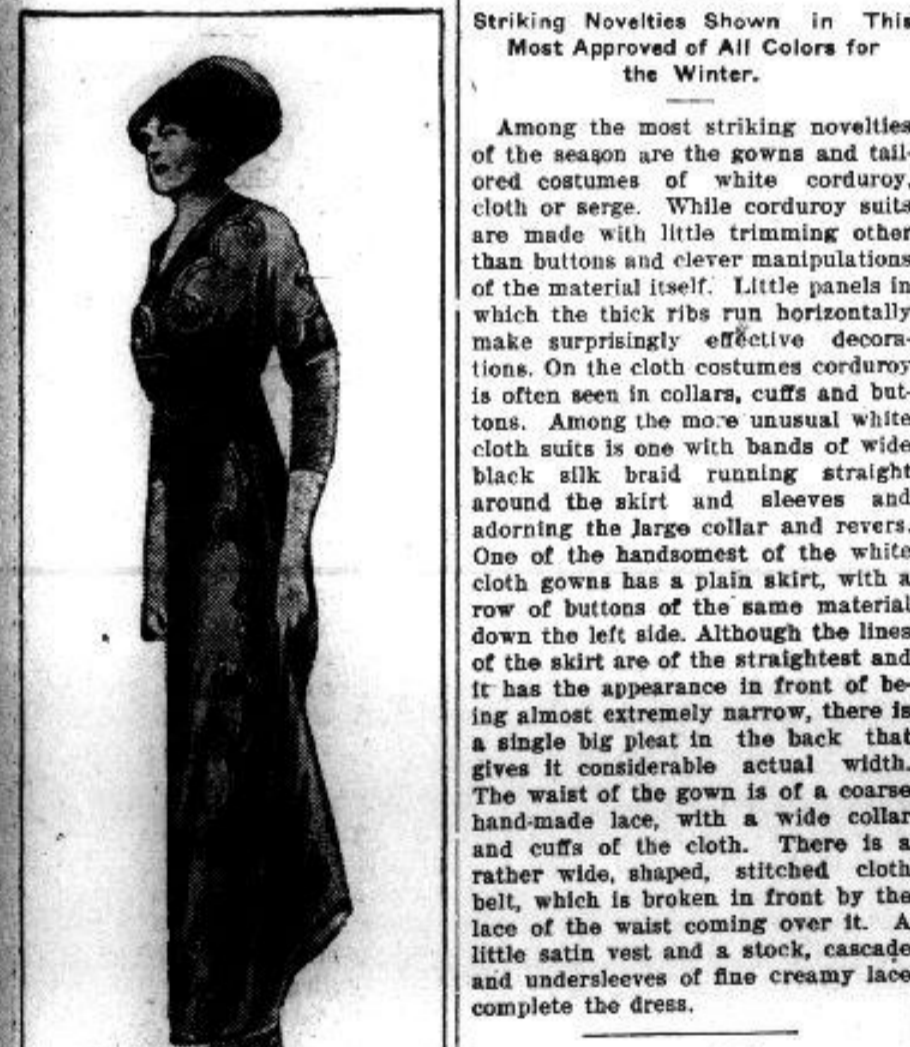 Striking Novelties Shown in This
Most Approved of All Colors for
the Winter.
Among the most striking novelties
of the season are the gowns and tail-
ored costumes of white corduroy,
cloth or serge. While corduroy suits
are made with little trimming other
than buttons and clever manipulations
of the material itself. Little panels in
which the thick ribs run horizontally
make surprisingly effective decora-
tions. On the cloth costumes corduroy
is often seen in collars, cuffs and but-
tons. Among the more unusual white
cloth suits is one with bands of wide
black silk braid running straight
around the skirt and sleeves and
adorning the large collar and revers.
One of the handsomest of the white
cloth gowns has a plain skirt, with a
row of buttons of the same material
down the left side. Although the lines
of the skirt are of the straightest and
it has the appearance in front of be-
ing almost extremely narrow, there is
a single big pleat in the back that
gives it considerable actual width.
The waist of the gown is of a coarse
hand-made lace, with a wide collar
and cuffs of the cloth. There is a
rather wide, shaped, stitched cloth
belt, which is broken in front by the
lace of the waist coming over it. A
little satin vest and a stock, cascade
and undersleeves of fine creamy lace
complete the dress.